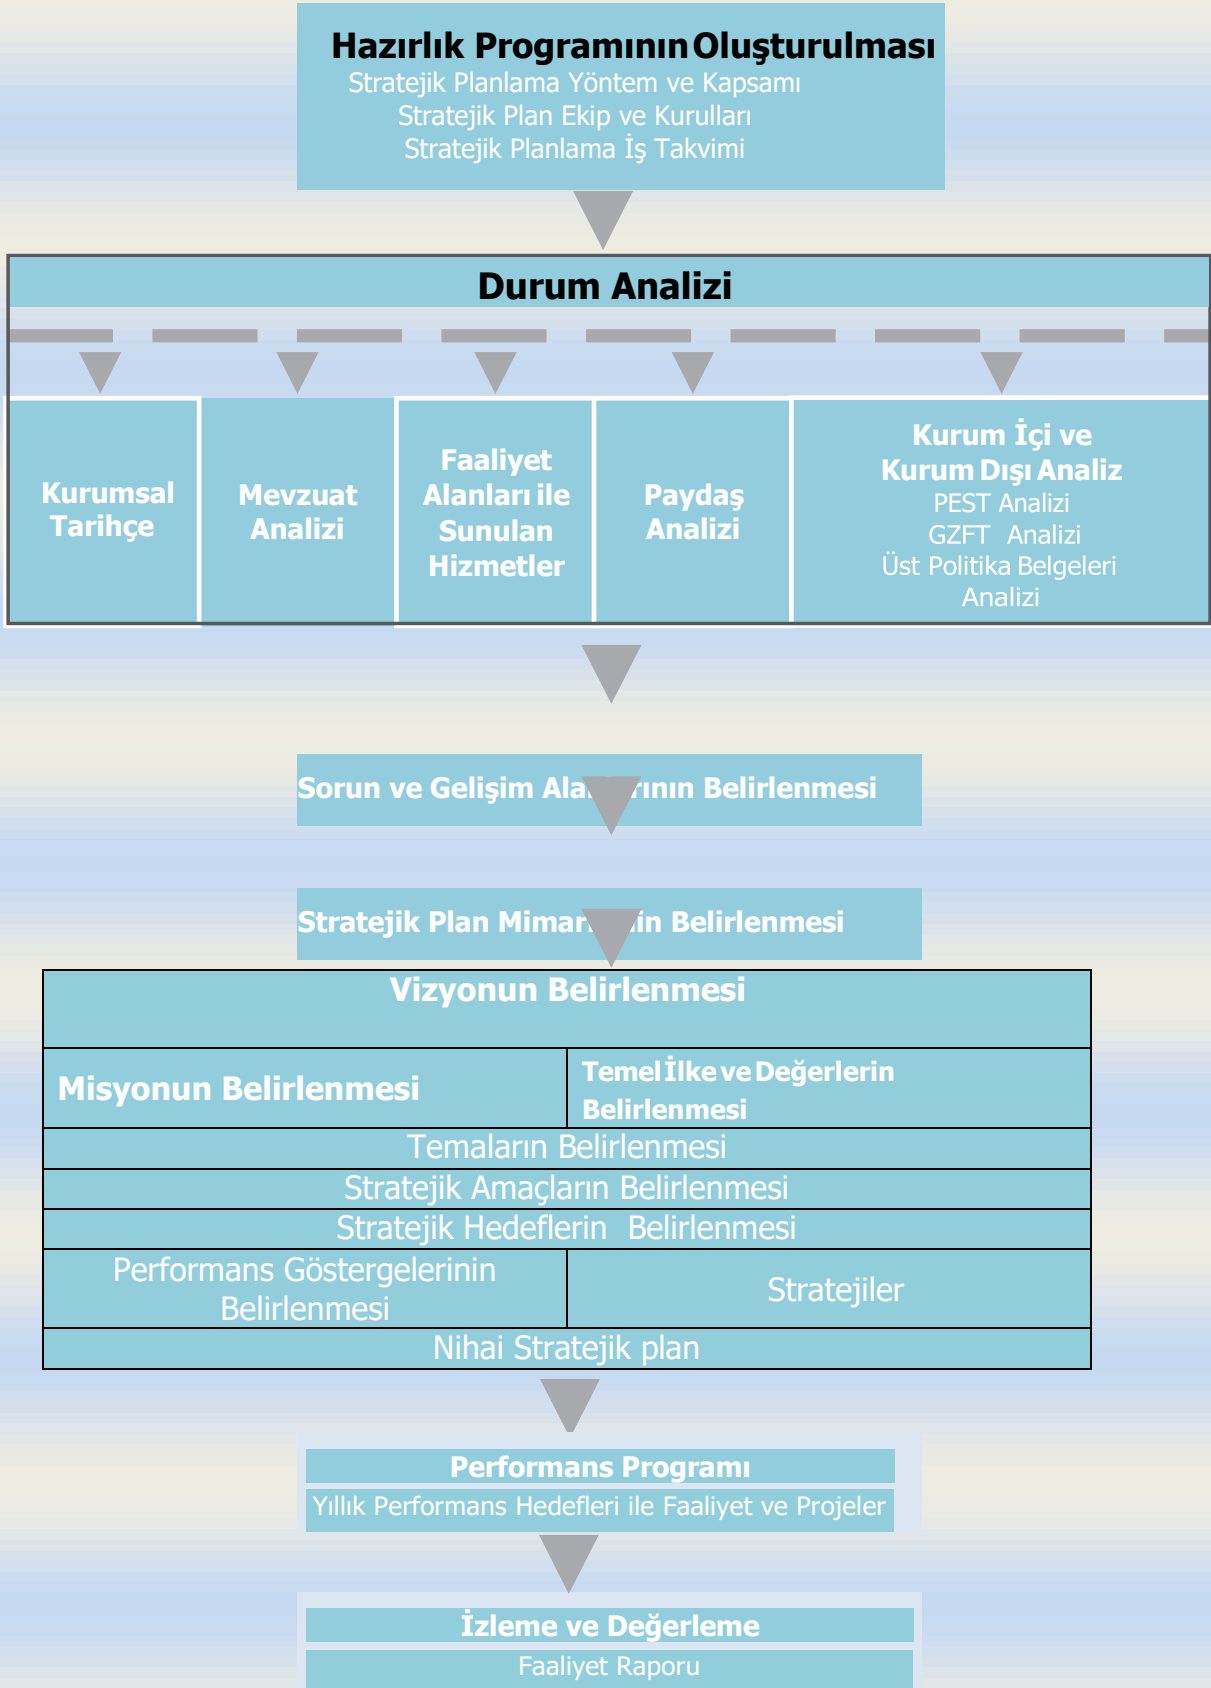 Hazırlık Programının Oluşturulması
Stratejik Planlama Yöntem ve Kapsamı
Stratejik Plan Ekip ve Kurulları
Stratejik Planlama İş Takvimi
Durum Analizi
Kurumsal
Tarihçe
Mevzuat
Analizi
Faaliyet
Alanları ile
Sunulan
Hizmetler
Paydaş
Analizi
Kurum İçi ve
Kurum Dışı Analiz
PEST Analizi
GZFT Analizi
Üst Politika Belgeleri
Analizi
Sorun ve Gelişim Belirlenmesi
Stratejik Plan Belirlenmesi
Vizyonun Belirlenmesi
Misyonun Belirlenmesi
Temel İlke ve Değerlerin
Belirlenmesi
Temaların Belirlenmesi
Stratejik Amaçların Belirlenmesi
Stratejik Hedeflerin Belirlenmesi
Performans Göstergelerinin
Belirlenmesi
Stratejiler
Nihai Stratejik plan
Performans Programı
Yıllık Performans Hedefleri ile Faaliyet ve Projeler
İzleme ve Değerleme
Faaliyet Raporu